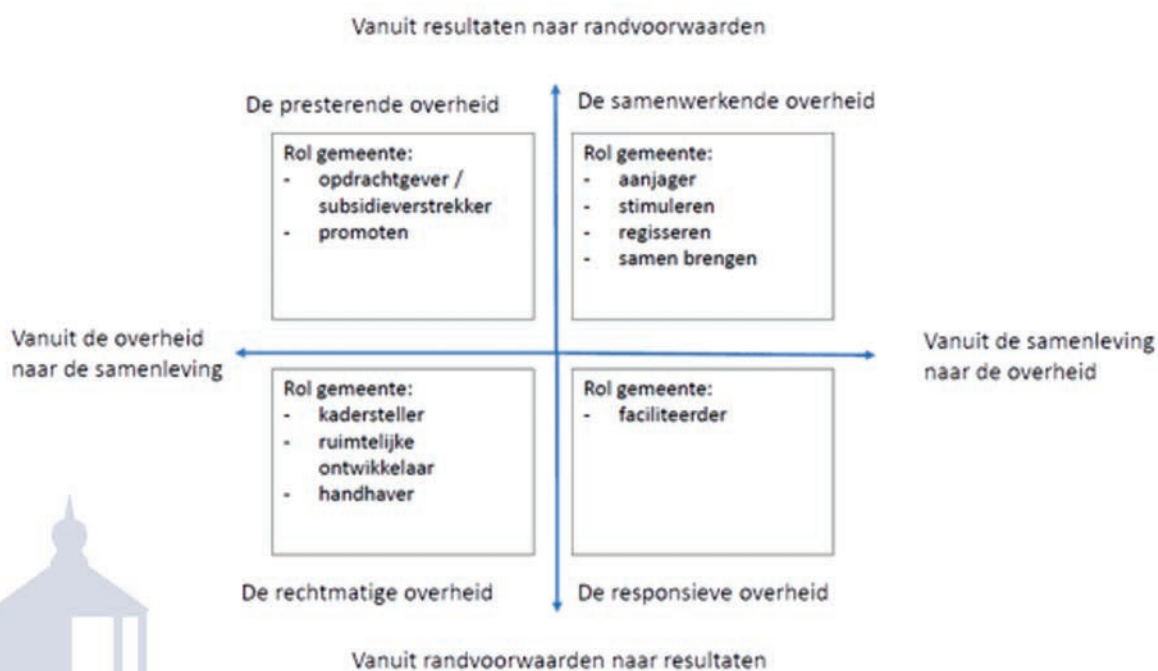 Vanuit resultaten naar randvoorwaarden
De presterende overheid
De samenwerkende overheid
Rol gemeente:
- opdrachtgever /
subsidieverstrekker
- promoten
Rol gemeente:
- aanjager
- stimuleren
- regisseren
- samen brengen
Vanuit de overheid
naar de samenleving
Vanuit de samenleving
naar de overheid
Rol gemeente:
- kadersteller
- ruimtelijke
ontwikkelaar
- handhaver
Rol gemeente:
- faciliteerder
De rechtmatige overheid
De responsieve overheid
Vanuit randvoorwaarden naar resultaten